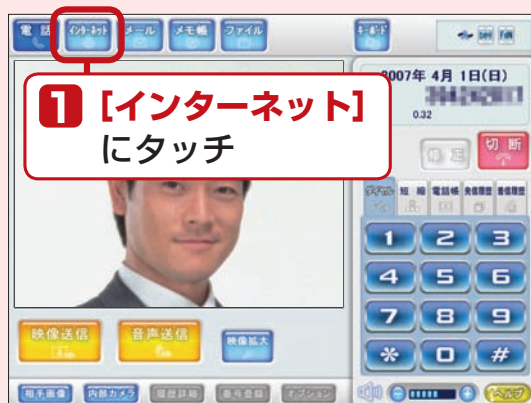 電話 インターネット メール メモ帳 ファイル キーボード
2007年 4月 1日(日)
0.32
1 [インターネット]
にタッチ
切断
ダイヤル 短縮 電話帳 発信履歴 着信履歴
1 2 3
4 5 6
7 8 9
* 0 #
映像送信 音声送信 映像拡大
相手画像 内部カメラ 履歴詳細 番号登録 オプション
ヘルプ